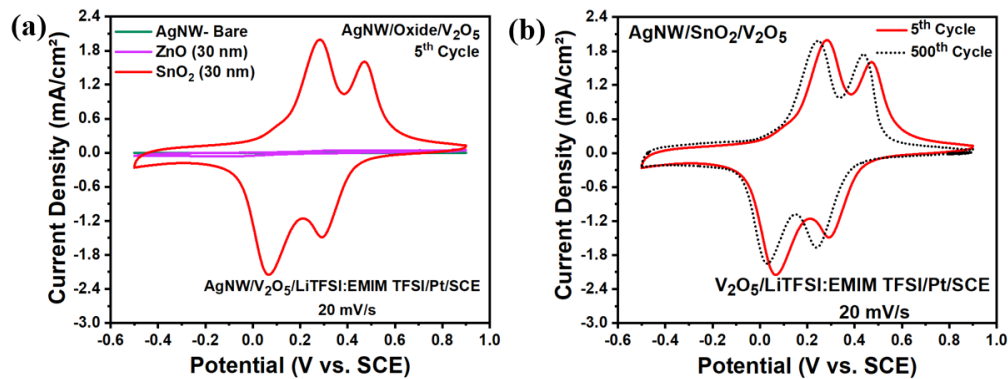 (a)
AgNW- Bare
ZnO (30 nm)
SnO₂ (30 nm)
AgNW/Oxide/V₂O₅
5ᵗʰ Cycle
AgNW/V₂O₅/LiTFSI:EMIM TFSI/Pt/SCE
20 mV/s
Current Density (mA/cm²)
2.4
1.8
1.2
0.6
0.0
-0.6
-1.2
-1.8
-2.4
-3.0
-0.6 -0.4 -0.2 0.0 0.2 0.4 0.6 0.8 1.0
Potential (V vs. SCE)
(b)
AgNW/SnO₂/V₂O₅
5ᵗʰ Cycle
500ᵗʰ Cycle
V₂O₅/LiTFSI:EMIM TFSI/Pt/SCE
20 mV/s
Current Density (mA/cm²)
2.4
1.8
1.2
0.6
0.0
-0.6
-1.2
-1.8
-2.4
-3.0
-0.6 -0.4 -0.2 0.0 0.2 0.4 0.6 0.8 1.0
Potential (V vs. SCE)